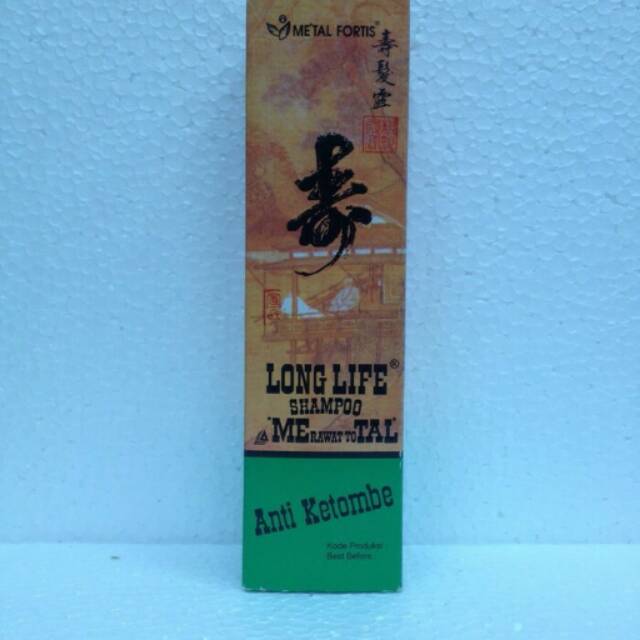 METAL FORTIS®
壽髮靈
壽
LONG LIFE®
SHAMPOO
"MERAWAT TOTAL"
Anti Ketombe
Kode Produksi :
Best Before :